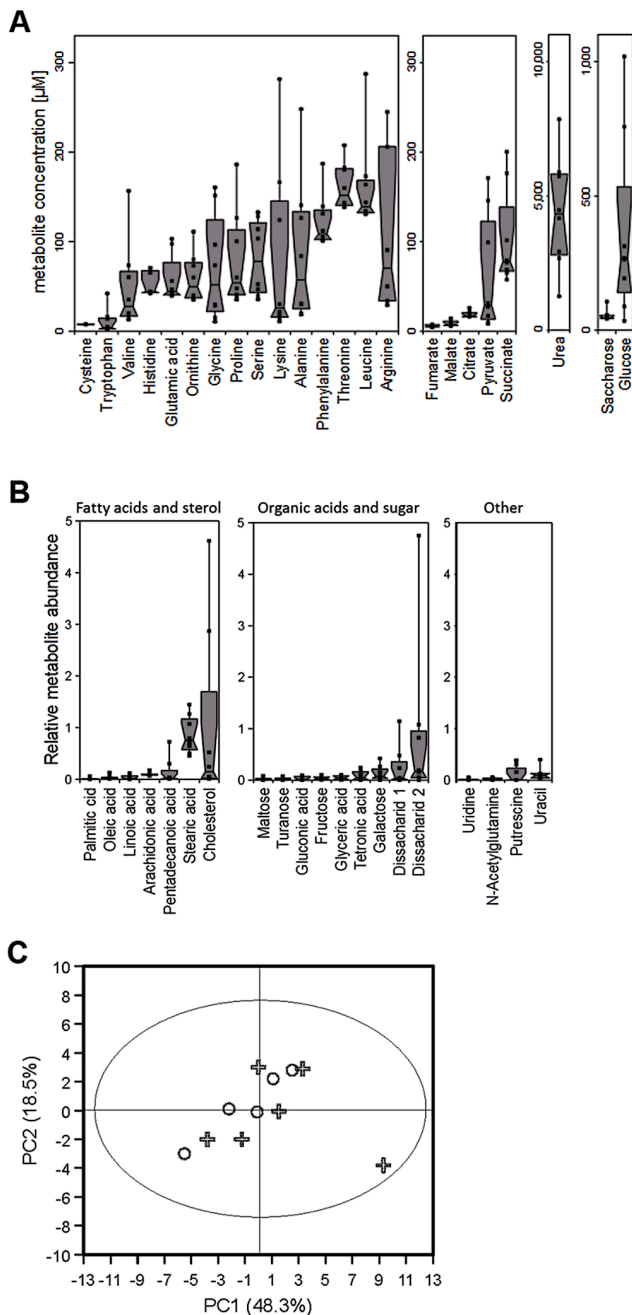 A
metabolite concentration [µM]
300
200
100
0
Cysteine
Tryptophan
Valine
Histidine
Glutamic acid
Ornithine
Glycine
Proline
Serine
Lysine
Alanine
Phenylalanine
Threonine
Leucine
Arginine
300
200
100
0
Fumarate
Malate
Citrate
Pyruvate
Succinate
10,000
5,000
0
Urea
1,000
500
0
Saccharose
Glucose
B
Fatty acids and sterol
Organic acids and sugar
Other
Relative metabolite abundance
5
4
3
2
1
0
Palmitic cid
Oleic acid
Linoic acid
Arachidonic acid
Pentadecanoic acid
Stearic acid
Cholesterol
5
4
3
2
1
0
Maltose
Turanose
Gluconic acid
Fructose
Glyceric acid
Tetronic acid
Galactose
Dissacharid 1
Dissacharid 2
5
4
3
2
1
0
Uridine
N-Acetylglutamine
Putrescine
Uracil
C
PC2 (18.5%)
10
8
6
4
2
0
-2
-4
-6
-8
-10
-13 -11 -9 -7 -5 -3 -1 1 3 5 7 9 11 13
PC1 (48.3%)